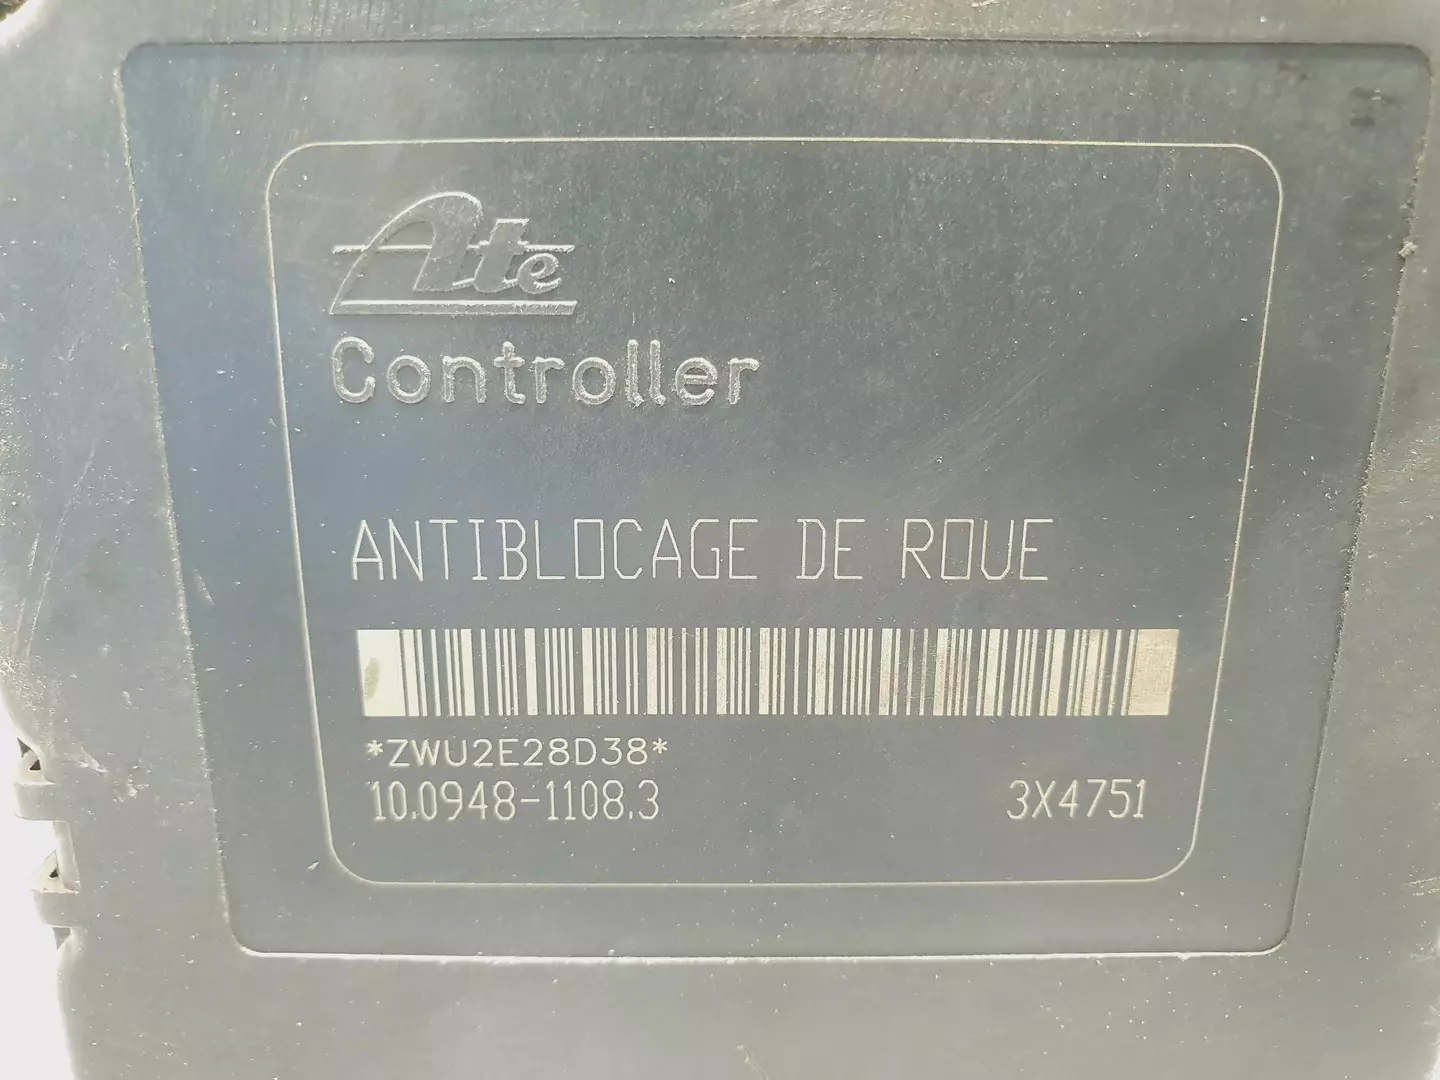 Ate
Controller
ANTIBLOCAGE DE ROUE
*ZWU2E28D38*
10.0948-1108.3 3X4751